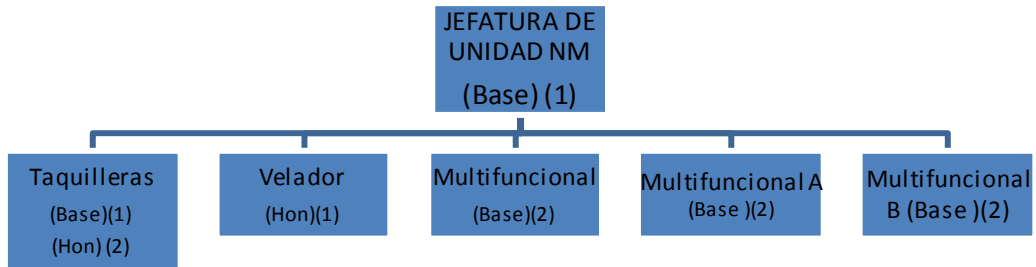 JEFATURA DE
UNIDAD NM
(Base) (1)
Taquilleras
(Base)(1)
(Hon) (2)
Velador
(Hon)(1)
Multifuncional
(Base)(2)
Multifuncional A
(Base )(2)
Multifuncional
B (Base )(2)